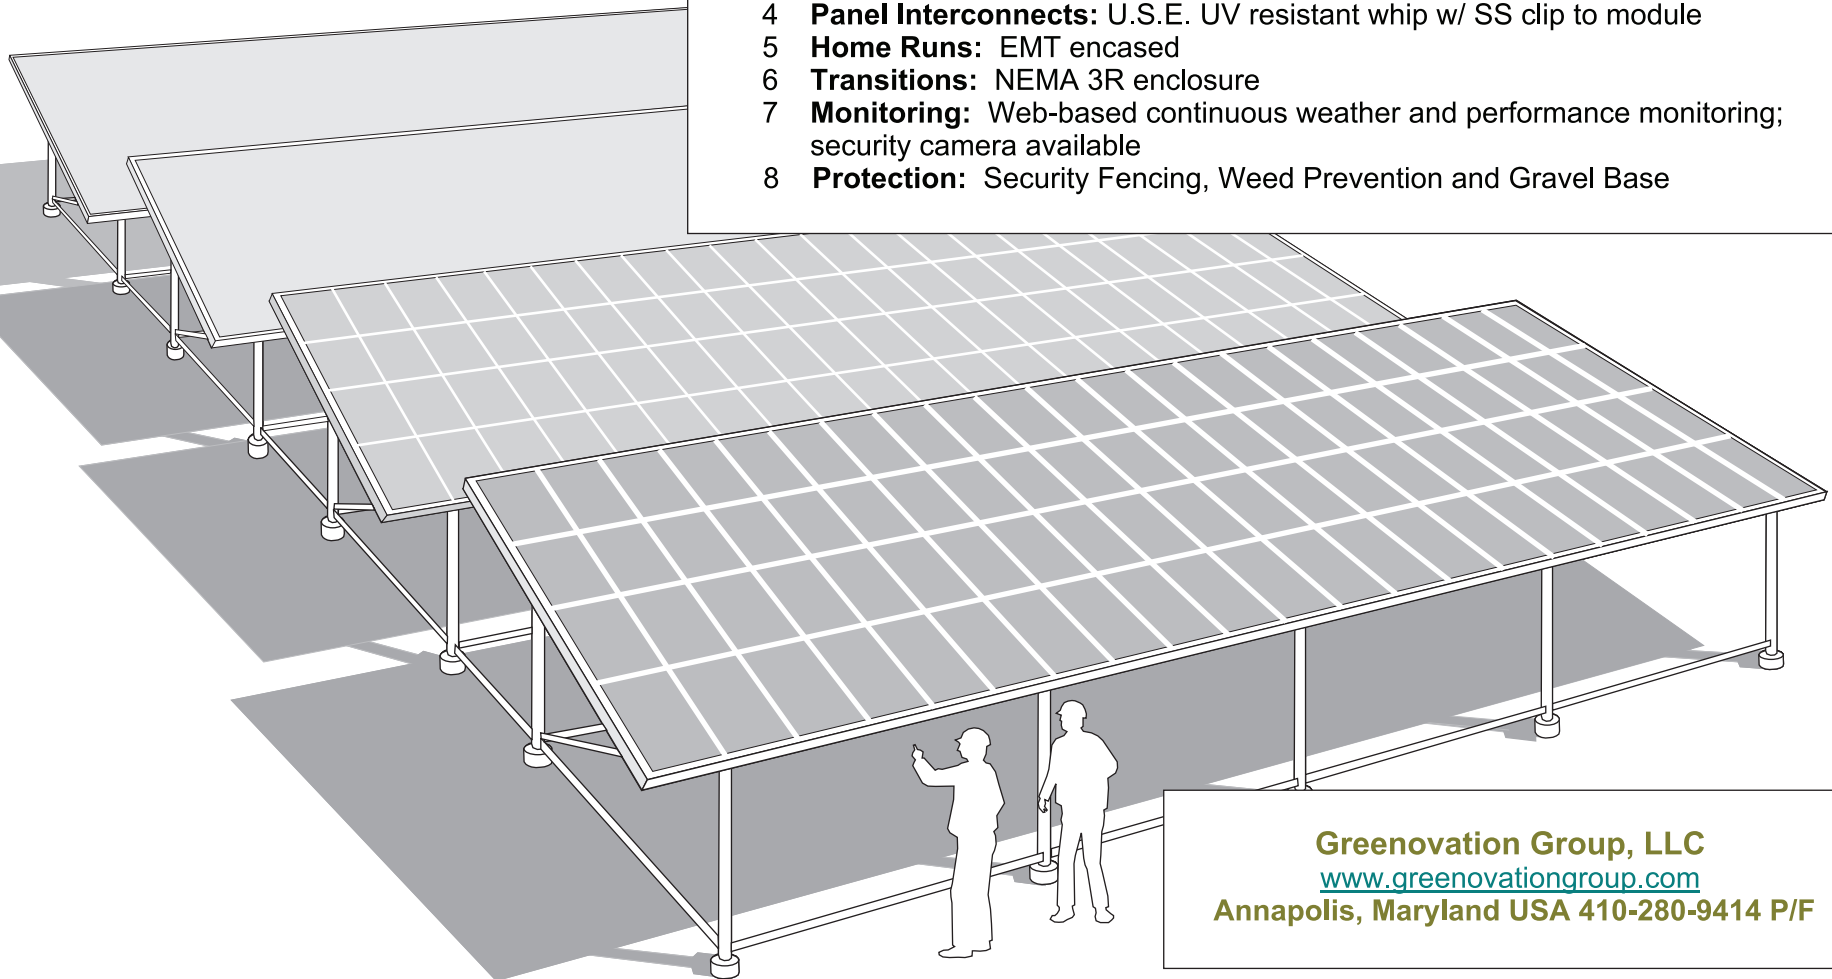 4 Panel Interconnects: U.S.E. UV resistant whip w/ SS clip to module
5 Home Runs: EMT encased
6 Transitions: NEMA 3R enclosure
7 Monitoring: Web-based continuous weather and performance monitoring;
security camera available
8 Protection: Security Fencing, Weed Prevention and Gravel Base
Greenovation Group, LLC
www.greenovationgroup.com
Annapolis, Maryland USA 410-280-9414 P/F